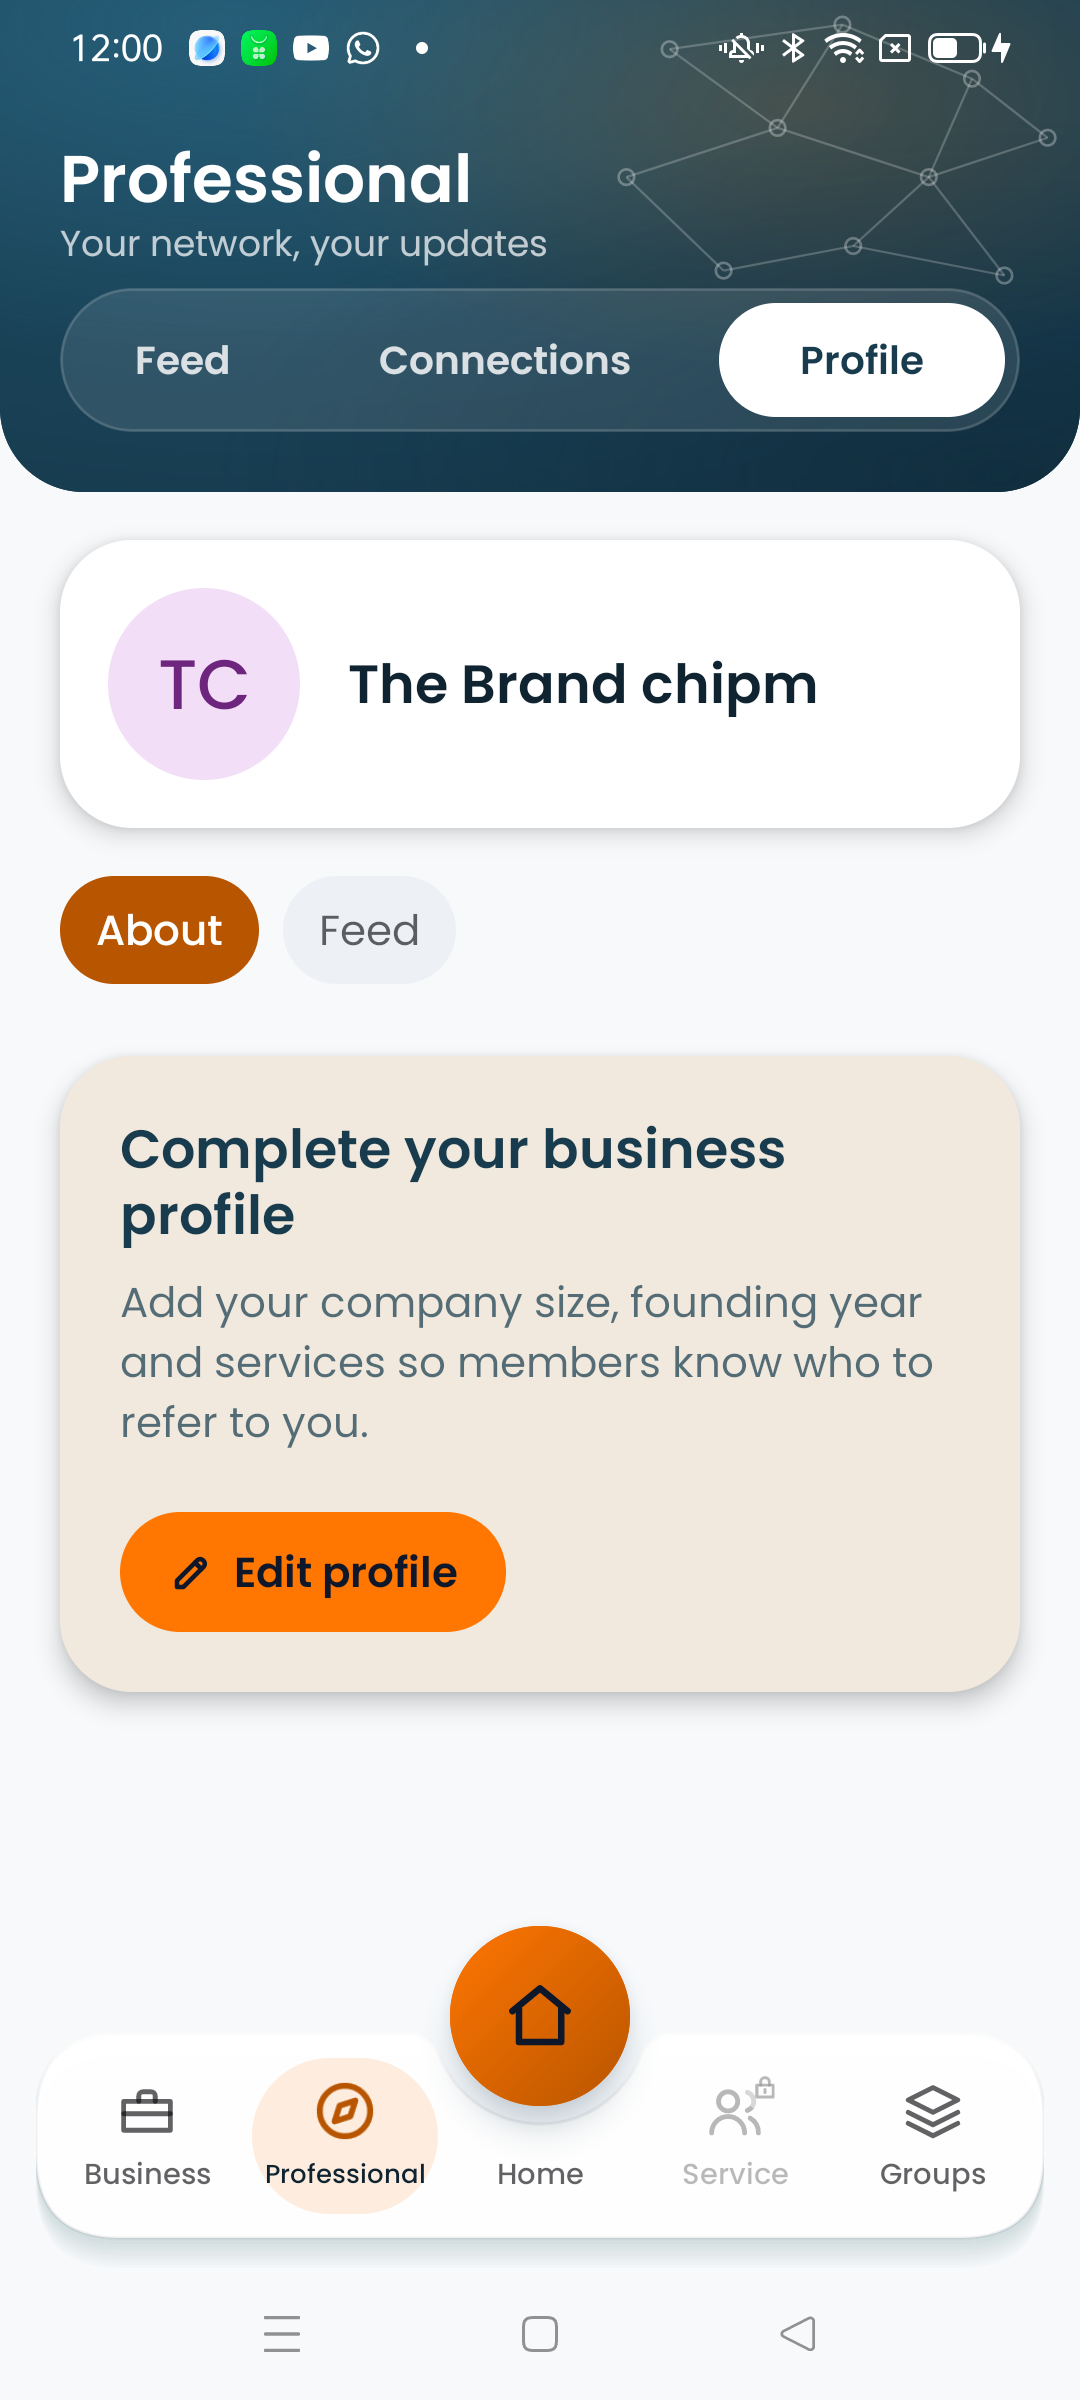 12:00
Professional
Your network, your updates
Feed
Connections
Profile
TC
The Brand chipm
About
Feed
Complete your business
profile
Add your company size, founding year
and services so members know who to
refer to you.
Edit profile
Business
Professional
Home
Service
Groups